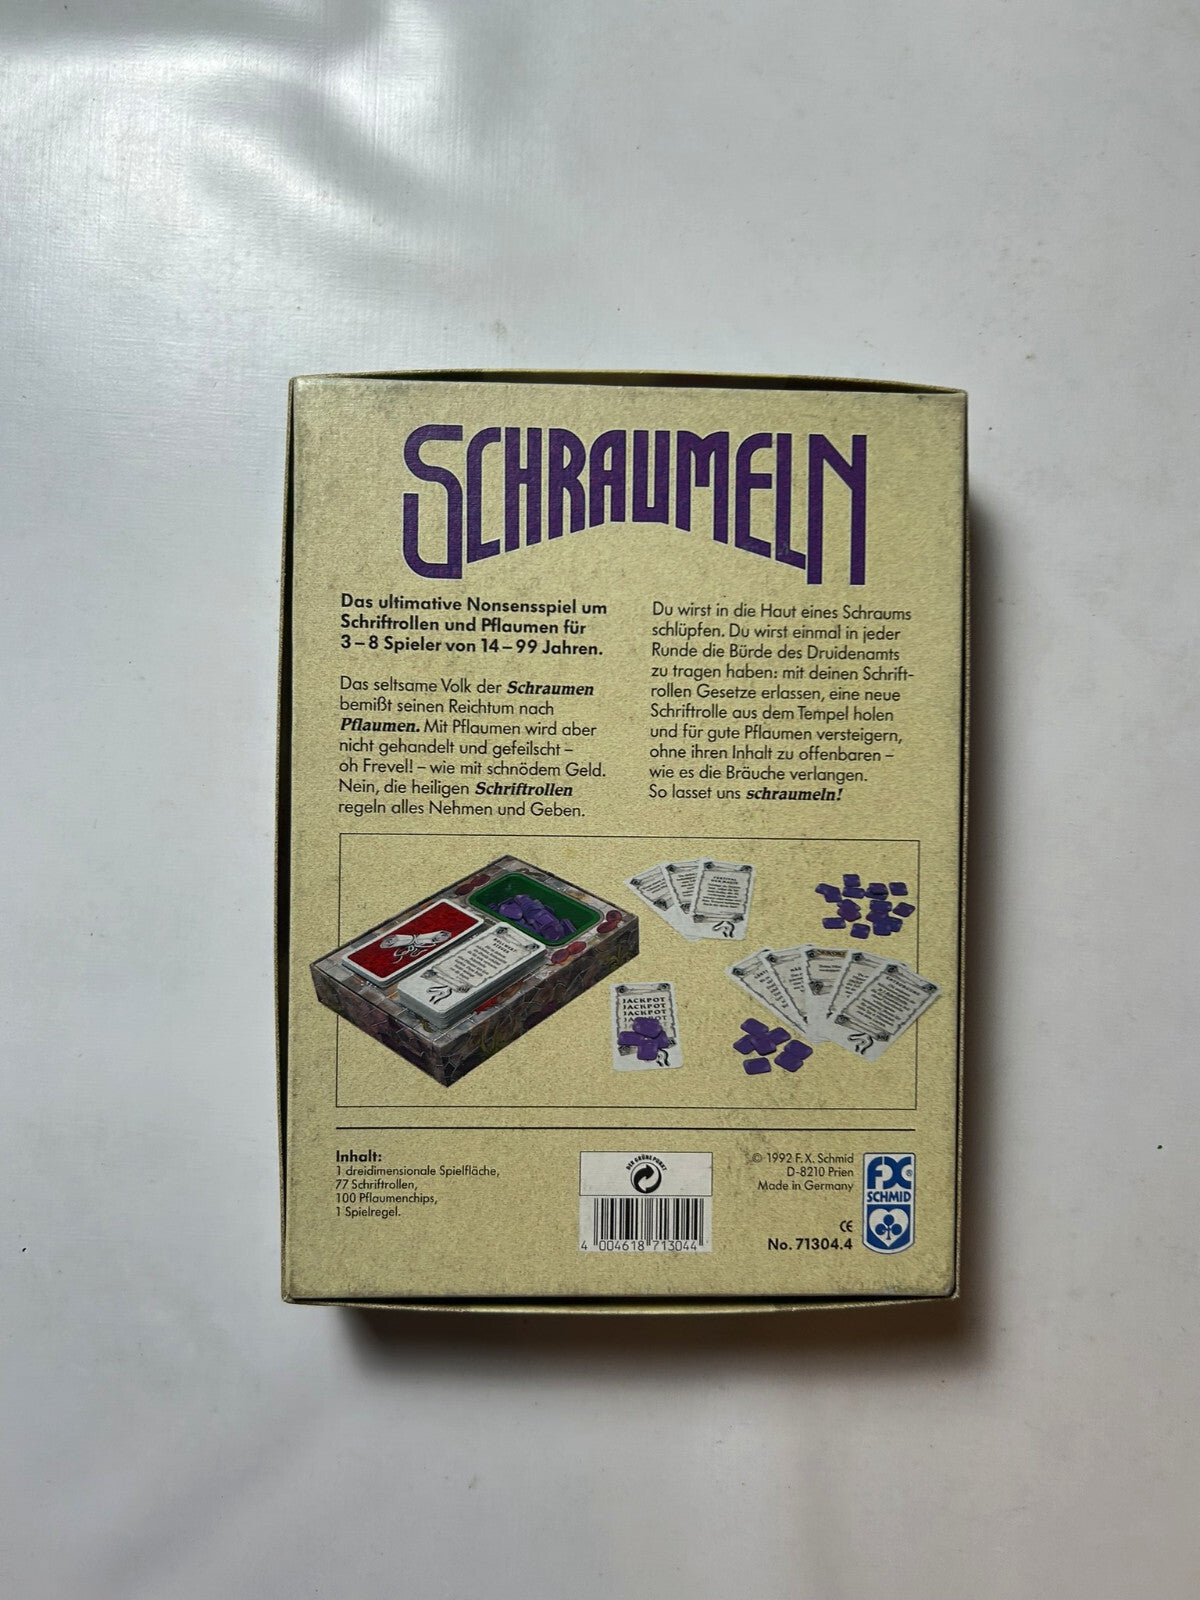 SCHRAUMELN
Das ultimative Nonsensspiel um
Schriftrollen und Pflaumen für
3–8 Spieler von 14–99 Jahren.
Das seltsame Volk der Schraumen
bemißt seinen Reichtum nach
Pflaumen. Mit Pflaumen wird aber
nicht gehandelt und gefeilscht –
oh Frevel! – wie mit schnödem Geld.
Nein, die heiligen Schriftrollen
regeln alles Nehmen und Geben.
Du wirst in die Haut eines Schraums
schlüpfen. Du wirst einmal in jeder
Runde die Bürde des Druidenamts
zu tragen haben: mit deinen Schrift-
rollen Gesetze erlassen, eine neue
Schriftrolle aus dem Tempel holen
und für gute Pflaumen versteigern,
ohne ihren Inhalt zu offenbaren –
wie es die Bräuche verlangen.
So lasset uns schraumeln!
JACKPOT
JACKPOT
JACKPOT
JACKPOT
Inhalt:
1 dreidimensionale Spielfläche,
77 Schriftrollen,
100 Pflaumenchips,
1 Spielregel.
DER GRÜNE PUNKT
4 004618 713044
© 1992 F. X. Schmid
D-8210 Prien
Made in Germany
CE
No. 71304.4
FX®
SCHMID